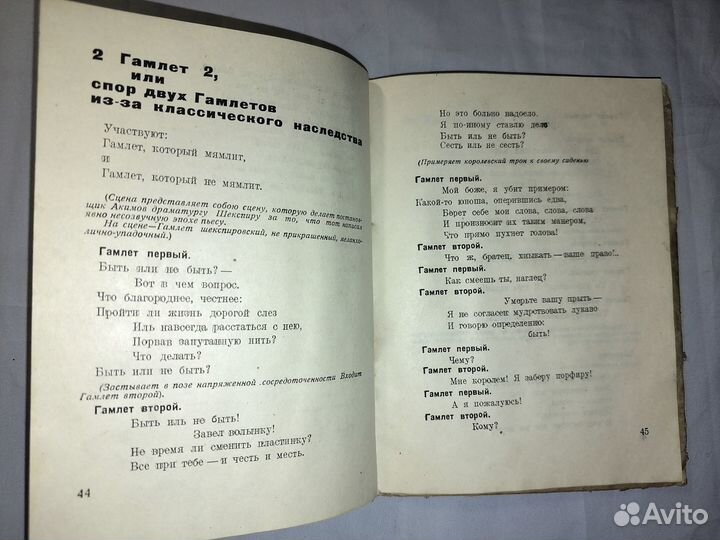 2 Гамлет 2,
или
спор двух Гамлетов
из-за классического наследства
Участвуют:
Гамлет, который мямлит,
и
Гамлет, который не мямлит.
(Сцена представляет собою сцену, которую делает постанов-
щик Акимов драматургу Шекспиру за то, что тот написал
явно несозвучную эпохе пьесу.
На сцене—Гамлет шекспировский, не прикрашенный, меланхо-
лично-упадочный.)
Гамлет первый.
Быть или не быть?—
Вот в чем вопрос.
Что благороднее, честнее:
Пройти ли жизнь дорогой слез
Иль навсегда расстаться с нею,
Порвав запутанную нить?
Что делать?
Быть или не быть?
(Застывает в позе напряженной сосредоточенности Входит
Гамлет второй).
Гамлет второй.
Быть иль не быть!
Завел волынку!
Не время ли сменить пластинку?
Все при тебе—и честь и месть.
44
Но это больно надоело.
Я по-иному ставлю дело
Быть иль не быть?
Сесть иль не сесть?
(Примеряет королевский трон к своему сиденью
Гамлет первый.
Мой боже, я убит примером:
Какой-то юноша, оперившись едва,
Берет себе мои слова, слова, слова
И произносит их таким манером,
Что прямо пухнет голова!
Гамлет второй.
Что ж, братец, хныкать—ваше право!.
Гамлет первый.
Как смеешь ты, наглец?
Гамлет второй.
Умерьте вашу прыть—
Я не согласен мудрствовать лукаво
И говорю определенно:
быть!
Гамлет первый.
Чему?
Гамлет второй.
Мне королем! Я заберу порфиру!
Гамлет первый.
А я пожалуюсь!
Гамлет второй.
Кому?
45
Avito